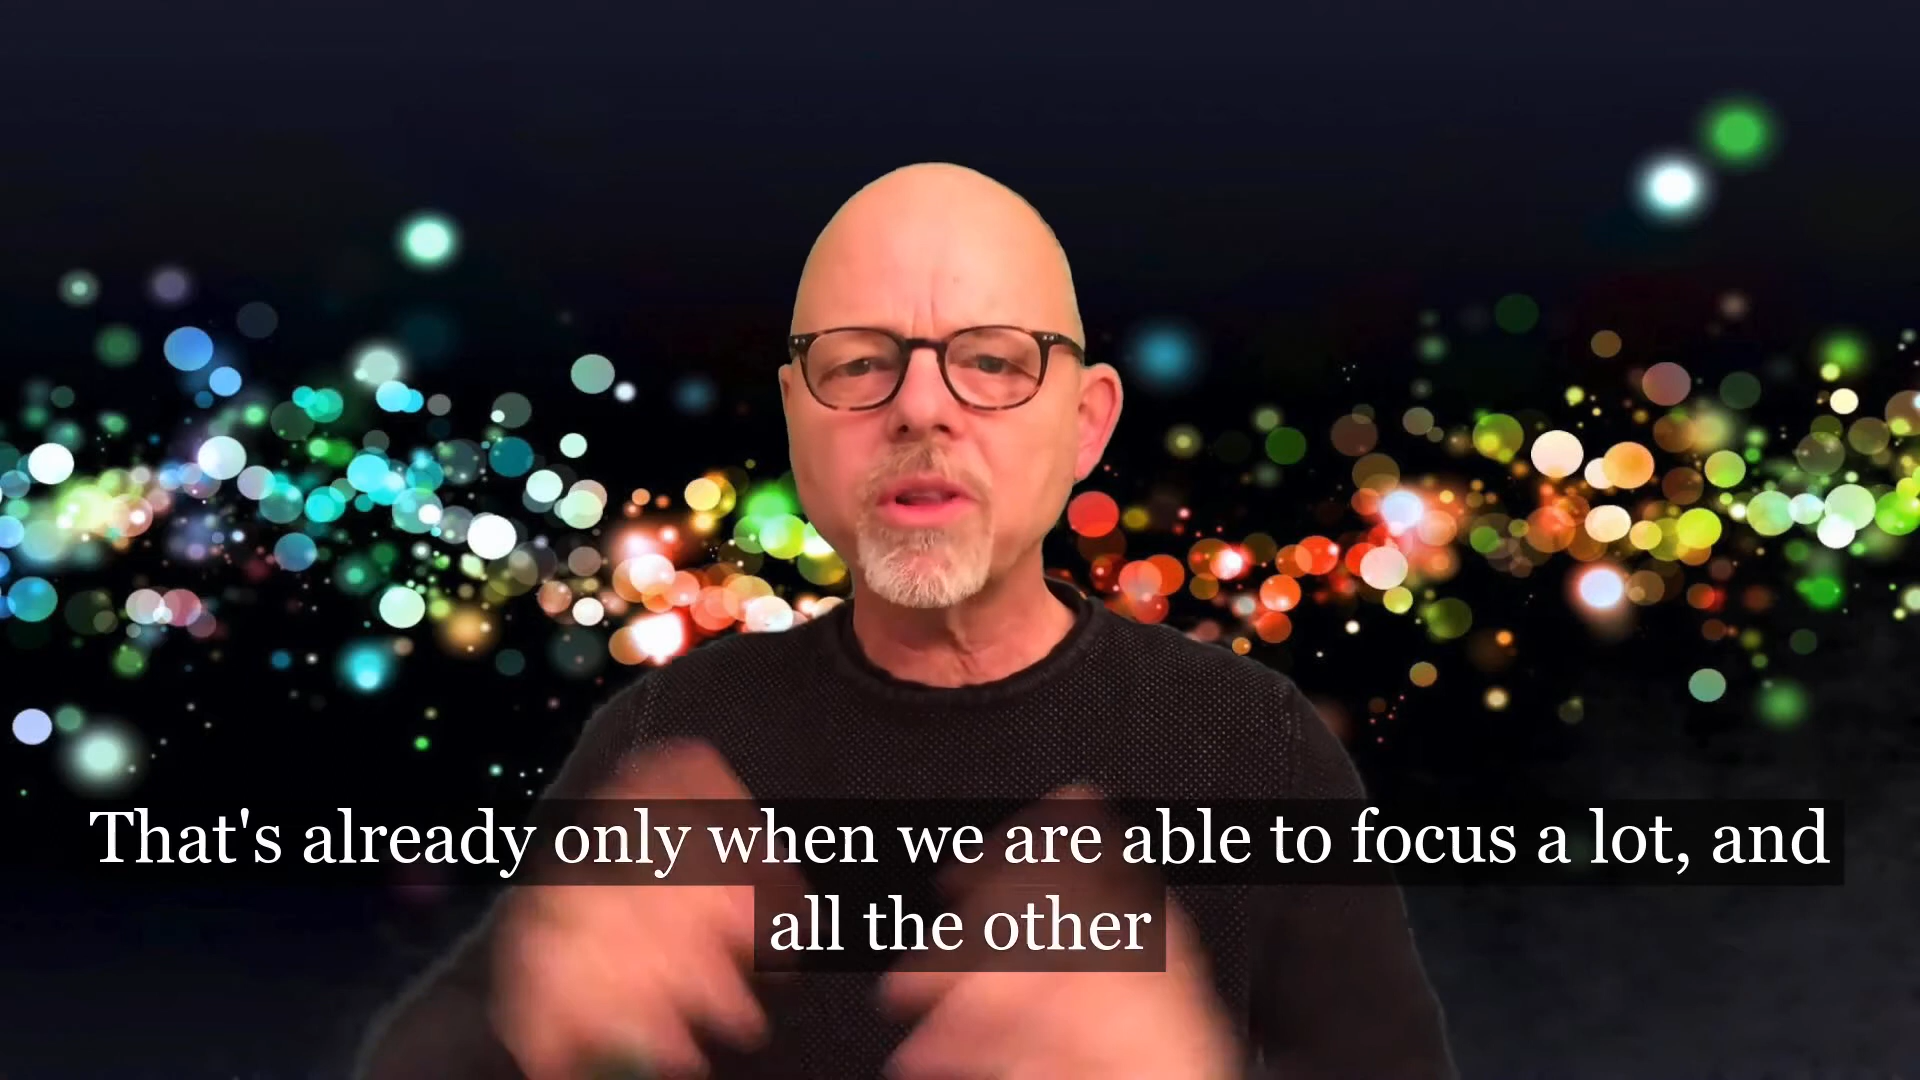 That's already only when we are able to focus a lot, and
all the other